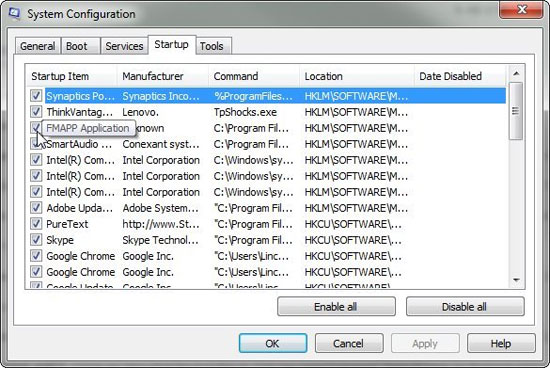 System Configuration
General Boot Services Startup Tools
Startup Item Manufacturer Command Location Date Disabled
Synaptics Po... Synaptics Inco... %ProgramFiles... HKLM\SOFTWARE\M...
ThinkVantag... Lenovo. TpShocks.exe HKLM\SOFTWARE\M...
FMAPP Application known C:\Program Fil... HKLM\SOFTWARE\M...
SmartAudio ... Conexant syst... C:\Program Fil... HKLM\SOFTWARE\M...
Intel(R) Com... Intel Corporation C:\Windows\sy... HKLM\SOFTWARE\M...
Intel(R) Com... Intel Corporation C:\Windows\sy... HKLM\SOFTWARE\M...
Intel(R) Com... Intel Corporation C:\Windows\sy... HKLM\SOFTWARE\M...
Adobe Upda... Adobe System... "C:\Program Fil... HKLM\SOFTWARE\M...
PureText http://www.St... "C:\Program Fil... HKCU\SOFTWARE\M...
Skype Skype Technol... "C:\Program Fil... HKCU\SOFTWARE\M...
Google Chrome Google Inc. "C:\Users\Linc... HKCU\SOFTWARE\M...
Google Chrome Google Inc. "C:\Users\Linc... HKCU\SOFTWARE\M...
Google Update Google Inc. "C:\Users\Linc... HKCU\SOFTWARE\M...
Enable all Disable all
OK Cancel Apply Help